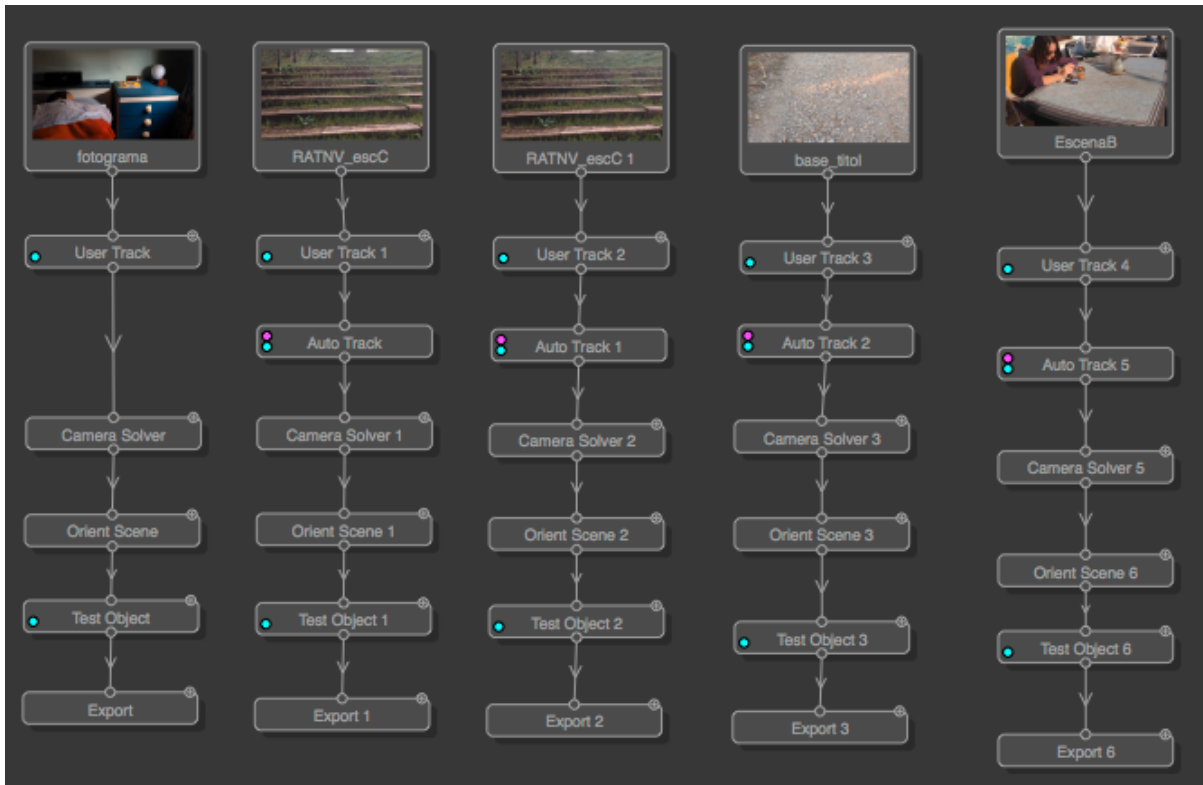 fotograma
User Track
Camera Solver
Orient Scene
Test Object
Export
RATNV_escC
User Track 1
Auto Track
Camera Solver 1
Orient Scene 1
Test Object 1
Export 1
RATNV_escC 1
User Track 2
Auto Track 1
Camera Solver 2
Orient Scene 2
Test Object 2
Export 2
base_titol
User Track 3
Auto Track 2
Camera Solver 3
Orient Scene 3
Test Object 3
Export 3
EscenaB
User Track 4
Auto Track 5
Camera Solver 5
Orient Scene 6
Test Object 6
Export 6